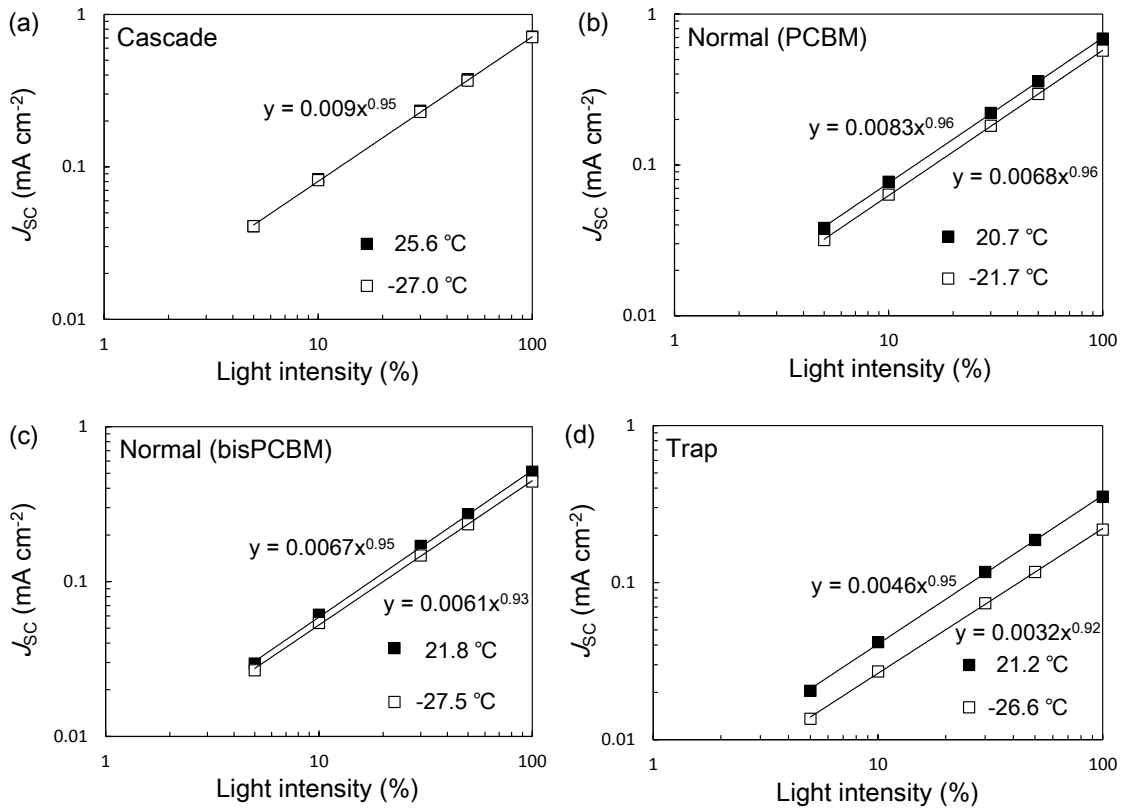 (a)
Cascade
1
0.1
0.01
J_SC (mA cm⁻²)
y = 0.009x^0.95
■ 25.6 ℃
□ -27.0 ℃
1 10 100
Light intensity (%)
(b)
Normal (PCBM)
1
0.1
0.01
J_SC (mA cm⁻²)
y = 0.0083x^0.96
y = 0.0068x^0.96
■ 20.7 ℃
□ -21.7 ℃
1 10 100
Light intensity (%)
(c)
Normal (bisPCBM)
1
0.1
0.01
J_SC (mA cm⁻²)
y = 0.0067x^0.95
y = 0.0061x^0.93
■ 21.8 ℃
□ -27.5 ℃
1 10 100
Light intensity (%)
(d)
Trap
1
0.1
0.01
J_SC (mA cm⁻²)
y = 0.0046x^0.95
y = 0.0032x^0.92
■ 21.2 ℃
□ -26.6 ℃
1 10 100
Light intensity (%)